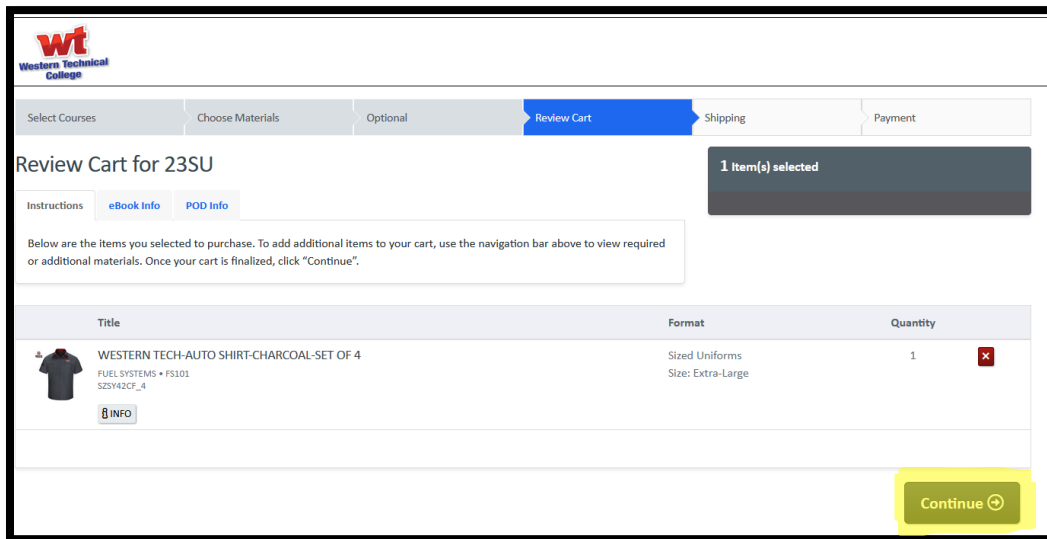 wt
Western Technical
College
Select Courses
Choose Materials
Optional
Review Cart
Shipping
Payment
Review Cart for 23SU
1 Item(s) selected
Instructions
eBook Info
POD Info
Below are the items you selected to purchase. To add additional items to your cart, use the navigation bar above to view required
or additional materials. Once your cart is finalized, click “Continue”.
Title
Format
Quantity
WESTERN TECH-AUTO SHIRT-CHARCOAL-SET OF 4
Sized Uniforms
1
FUEL SYSTEMS • FS101
Size: Extra-Large
SZSY42CF_4
INFO
Continue